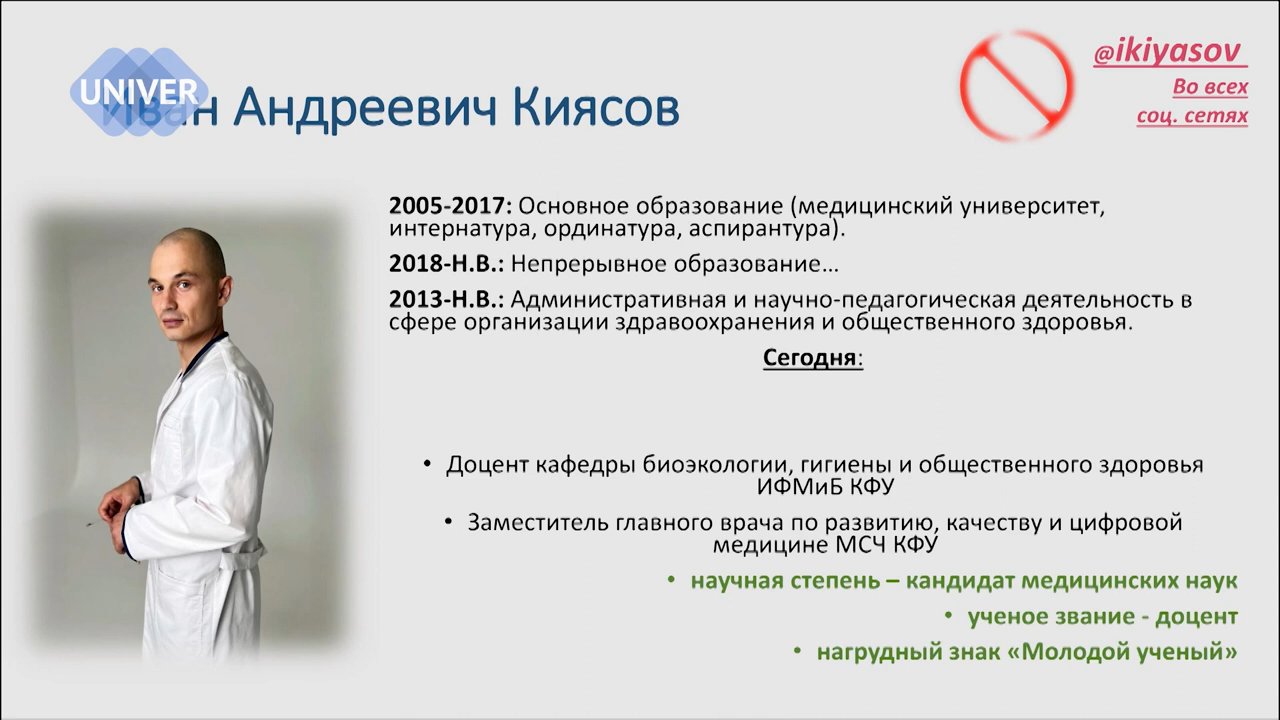 UNIVER
Иван Андреевич Киясов
@ikiyasov
Во всех
соц. сетях
2005-2017: Основное образование (медицинский университет,
интернатура, ординатура, аспирантура).
2018-Н.В.: Непрерывное образование…
2013-Н.В.: Административная и научно-педагогическая деятельность в
сфере организации здравоохранения и общественного здоровья.
Сегодня:
• Доцент кафедры биоэкологии, гигиены и общественного здоровья
ИФМиБ КФУ
• Заместитель главного врача по развитию, качеству и цифровой
медицине МСЧ КФУ
• научная степень – кандидат медицинских наук
• ученое звание - доцент
• нагрудный знак «Молодой ученый»